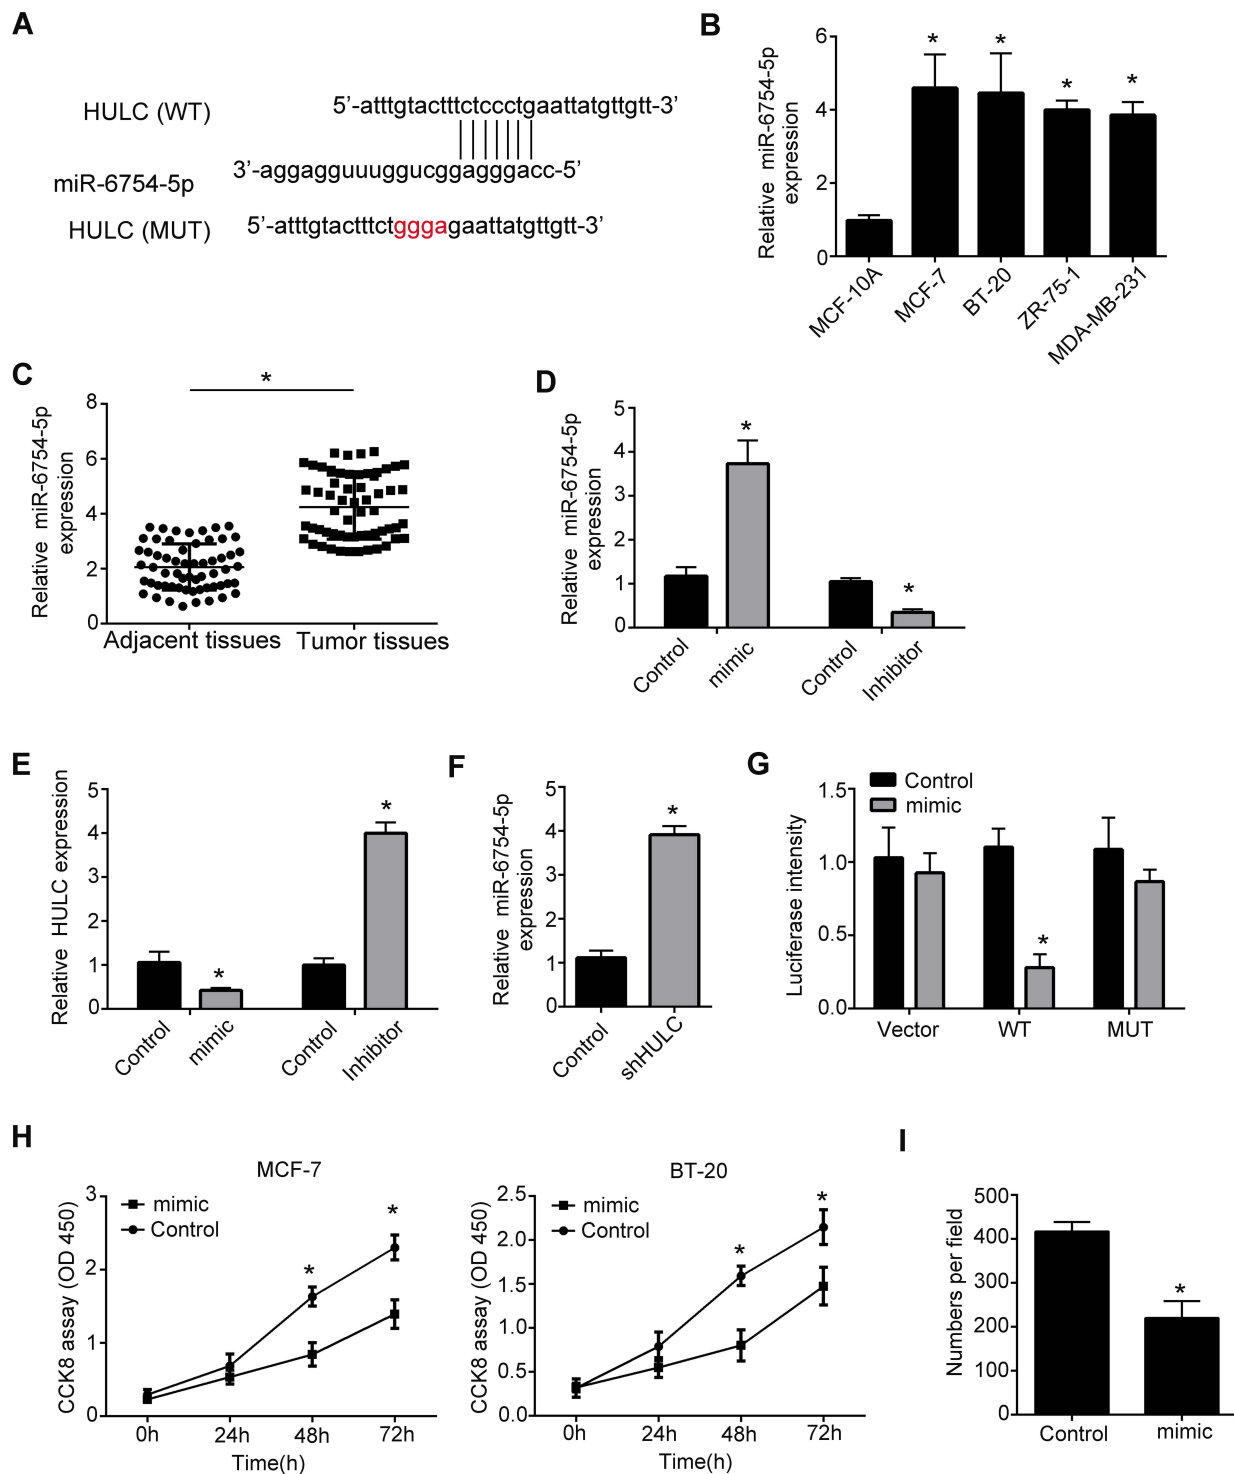 A
HULC (WT)
5’-atttgtactttctccctgaattatgttgtt-3’
3’-aggagguuuggucggagggacc-5’
miR-6754-5p
HULC (MUT)
5’-atttgtactttctgggagaattatgttgtt-3’
B
Relative miR-6754-5p
expression
6
4
2
0
* * * *
MCF-10A
MCF-7
BT-20
ZR-75-1
MDA-MB-231
C
Relative miR-6754-5p
expression
8
6
4
2
0
*
Adjacent tissues
Tumor tissues
D
Relative miR-6754-5p
expression
5
4
3
2
1
0
*
*
Control
mimic
Control
Inhibitor
E
Relative HULC expression
5
4
3
2
1
0
*
*
Control
mimic
Control
Inhibitor
F
Relative miR-6754-5p
expression
5
4
3
2
1
0
*
Control
shHULC
G
Control
mimic
Luciferase intensity
1.5
1.0
0.5
0.0
*
Vector
WT
MUT
H
MCF-7
mimic
Control
CCK8 assay (OD 450)
3
2
1
0
*
*
0h
24h
48h
72h
Time(h)
BT-20
mimic
Control
CCK8 assay (OD 450)
2.5
2.0
1.5
1.0
0.5
0.0
*
*
0h
24h
48h
72h
Time(h)
I
Numbers per field
500
400
300
200
100
0
*
Control
mimic